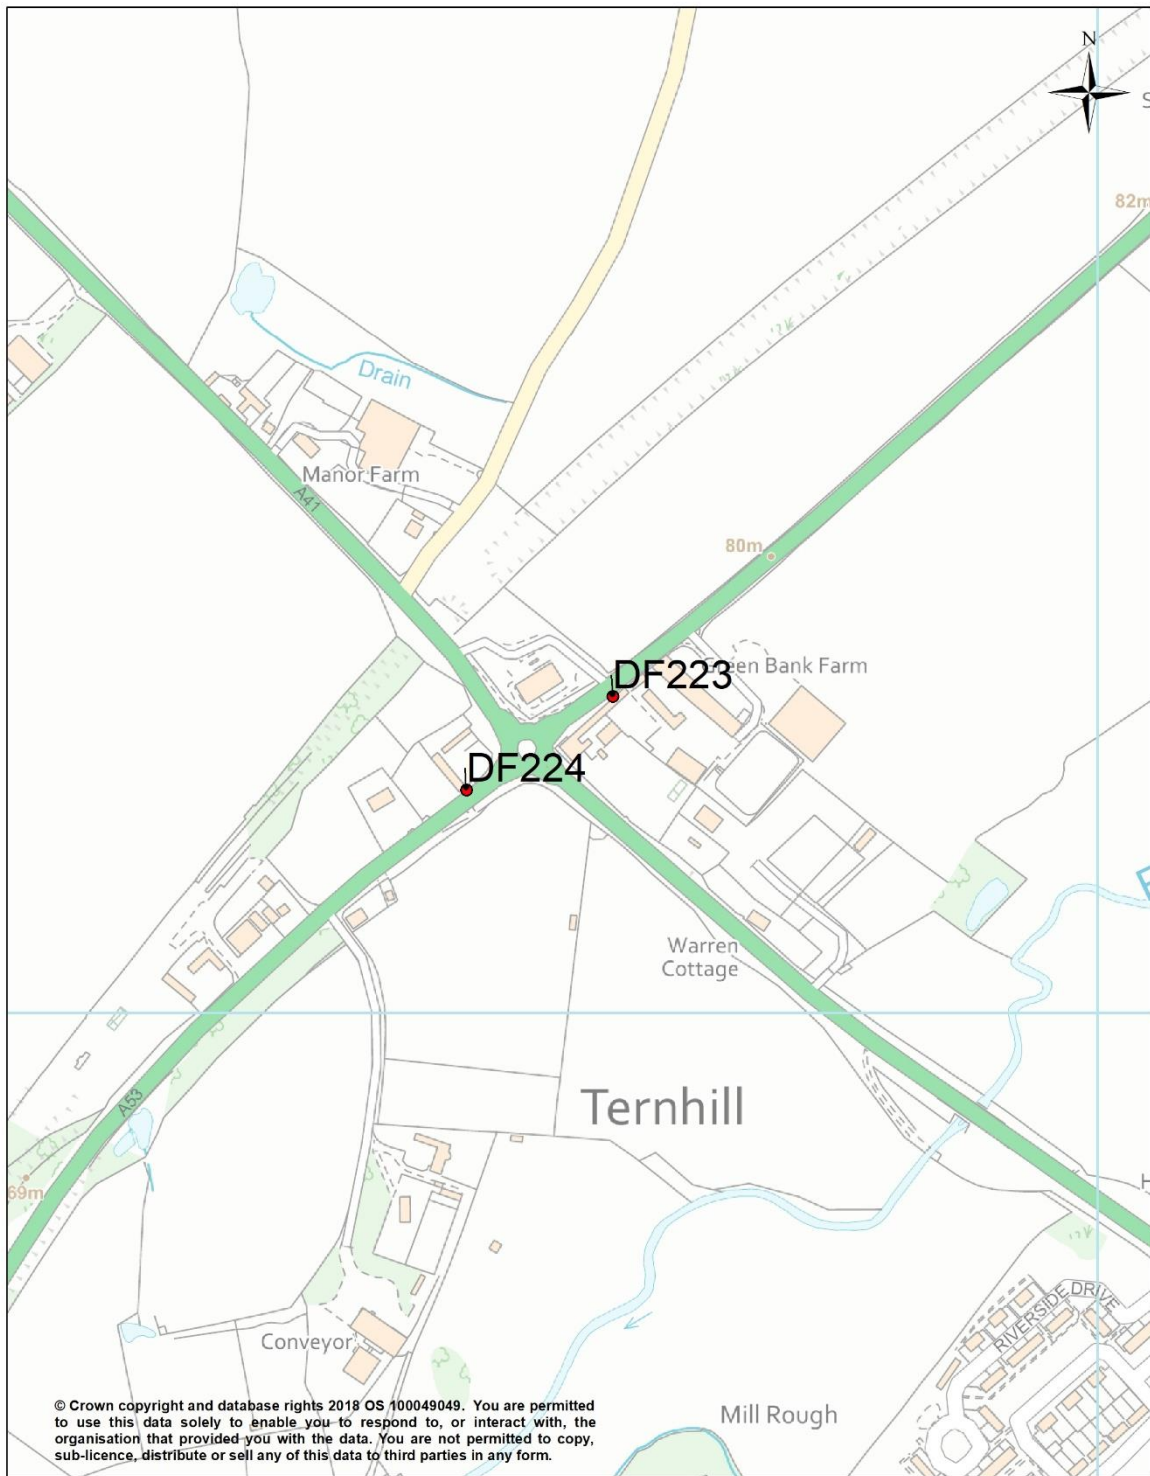 N
82m
Drain
Manor Farm
A41
80m
Green Bank Farm
DF223
DF224
Warren
Cottage
Ternhill
A53
69m
RIVERSIDE DRIVE
Conveyor
Mill Rough
© Crown copyright and database rights 2018 OS 100049049. You are permitted
to use this data solely to enable you to respond to, or interact with, the
organisation that provided you with the data. You are not permitted to copy,
sub-licence, distribute or sell any of this data to third parties in any form.